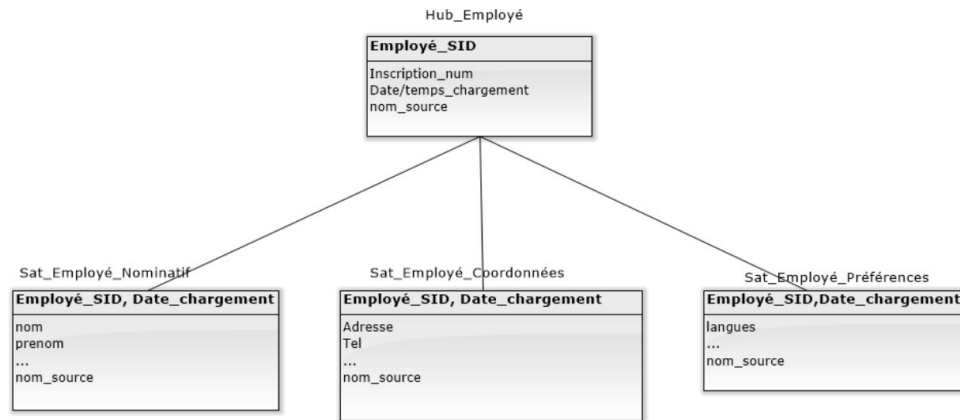 Hub_Employé
Employé_SID
Inscription_num
Date/temps_chargement
nom_source
Sat_Employé_Nominatif
Employé_SID, Date_chargement
nom
prenom
...
nom_source
Sat_Employé_Coordonnées
Employé_SID, Date_chargement
Adresse
Tel
...
nom_source
Sat_Employé_Préférences
Employé_SID,Date_chargement
langues
...
nom_source